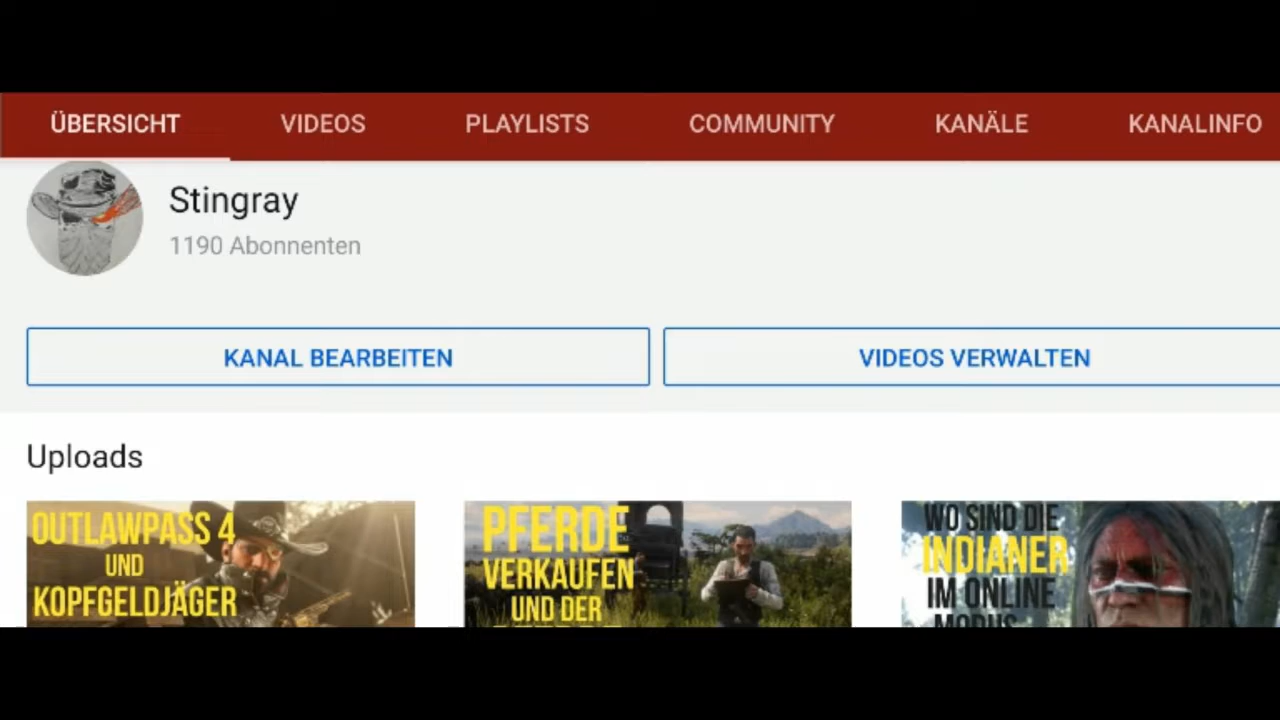 ÜBERSICHT VIDEOS PLAYLISTS COMMUNITY KANÄLE KANALINFO
Stingray
1190 Abonnenten
KANAL BEARBEITEN VIDEOS VERWALTEN
Uploads
OUTLAWPASS 4
UND
KOPFGELDJÄGER
PFERDE
VERKAUFEN
UND DER
WO SIND DIE
INDIANER
IM ONLINE
MODUS